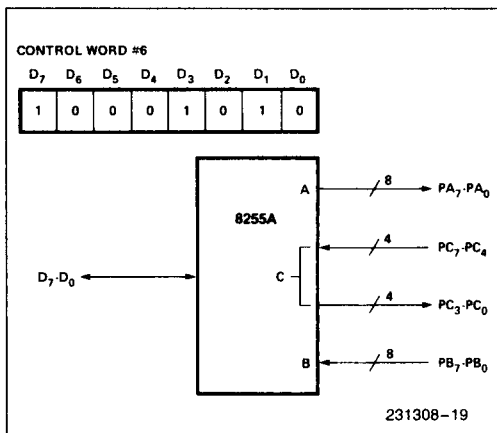 CONTROL WORD #6
D₇ D₆ D₅ D₄ D₃ D₂ D₁ D₀
1 0 0 0 1 0 1 0
A 8 PA₇-PA₀
8255A
4 PC₇-PC₄
D₇-D₀ C
4 PC₃-PC₀
B 8 PB₇-PB₀
231308-19